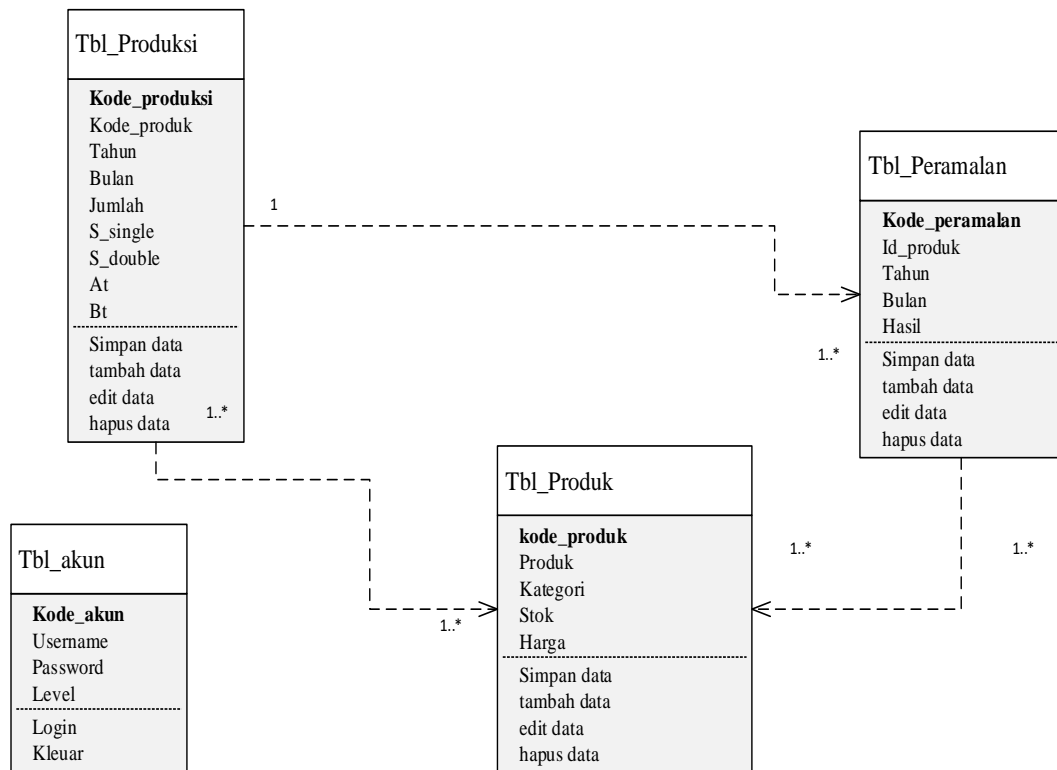 Tbl_Produksi
Kode_produksi
Kode_produk
Tahun
Bulan
Jumlah
S_single
S_double
At
Bt
Simpan data
tambah data
edit data
hapus data
1..*
1
Tbl_Peramalan
Kode_peramalan
Id_produk
Tahun
Bulan
Hasil
Simpan data
tambah data
edit data
hapus data
1..*
Tbl_Produk
kode_produk
Produk
Kategori
Stok
Harga
Simpan data
tambah data
edit data
hapus data
1..*
1..*
1..*
Tbl_akun
Kode_akun
Username
Password
Level
Login
Kleuar